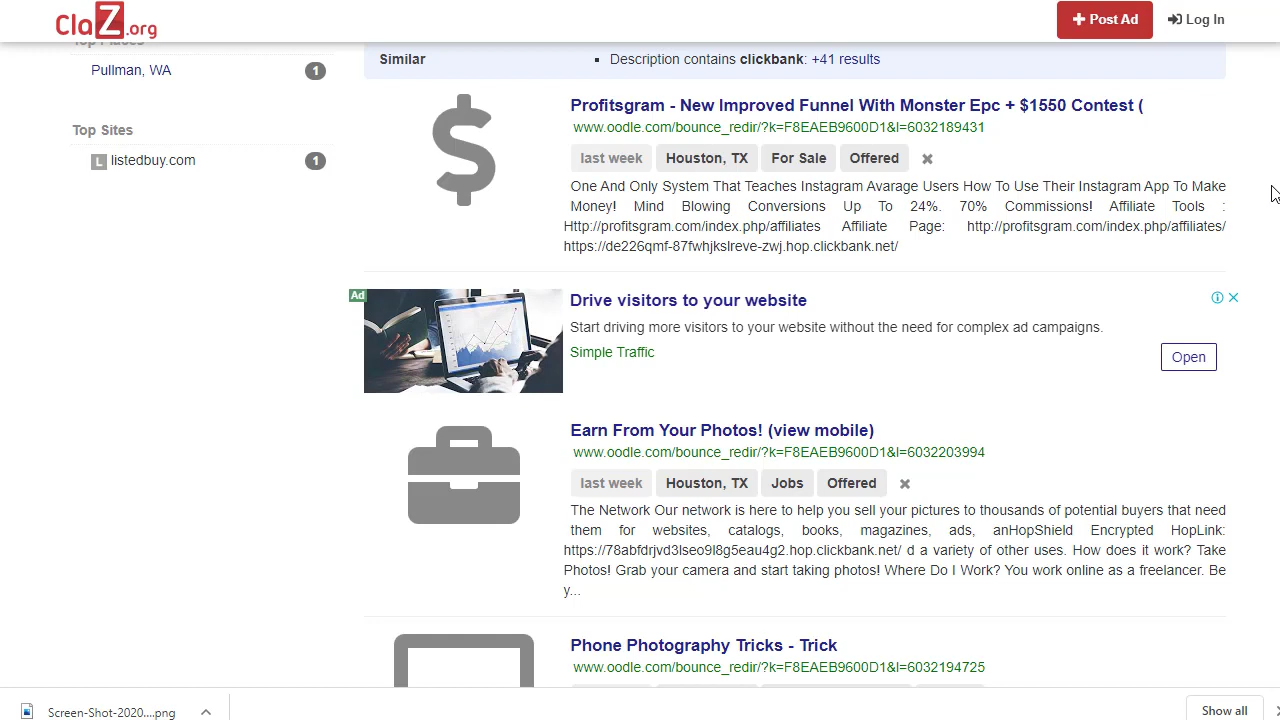 ClaZ.org
Post Ad
Log In
Pullman, WA
1
Top Sites
L listedbuy.com
1
Similar
Description contains clickbank: +41 results
Profitsgram - New Improved Funnel With Monster Epc + $1550 Contest (
www.oodle.com/bounce_redir/?k=F8EAEB9600D1&l=6032189431
last week Houston, TX For Sale Offered
One And Only System That Teaches Instagram Avarage Users How To Use Their Instagram App To Make
Money! Mind Blowing Conversions Up To 24%. 70% Commissions! Affiliate Tools :
Http://profitsgram.com/index.php/affiliates Affiliate Page: http://profitsgram.com/index.php/affiliates/
https://de226qmf-87fwhjkslreve-zwj.hop.clickbank.net/
Ad
Drive visitors to your website
Start driving more visitors to your website without the need for complex ad campaigns.
Simple Traffic
Open
Earn From Your Photos! (view mobile)
www.oodle.com/bounce_redir/?k=F8EAEB9600D1&l=6032203994
last week Houston, TX Jobs Offered
The Network Our network is here to help you sell your pictures to thousands of potential buyers that need
them for websites, catalogs, books, magazines, ads, anHopShield Encrypted HopLink:
https://78abfdrjvd3lseo9l8g5eau4g2.hop.clickbank.net/ d a variety of other uses. How does it work? Take
Photos! Grab your camera and start taking photos! Where Do I Work? You work online as a freelancer. Be
y...
Phone Photography Tricks - Trick
www.oodle.com/bounce_redir/?k=F8EAEB9600D1&l=6032194725
Screen-Shot-2020....png
Show all